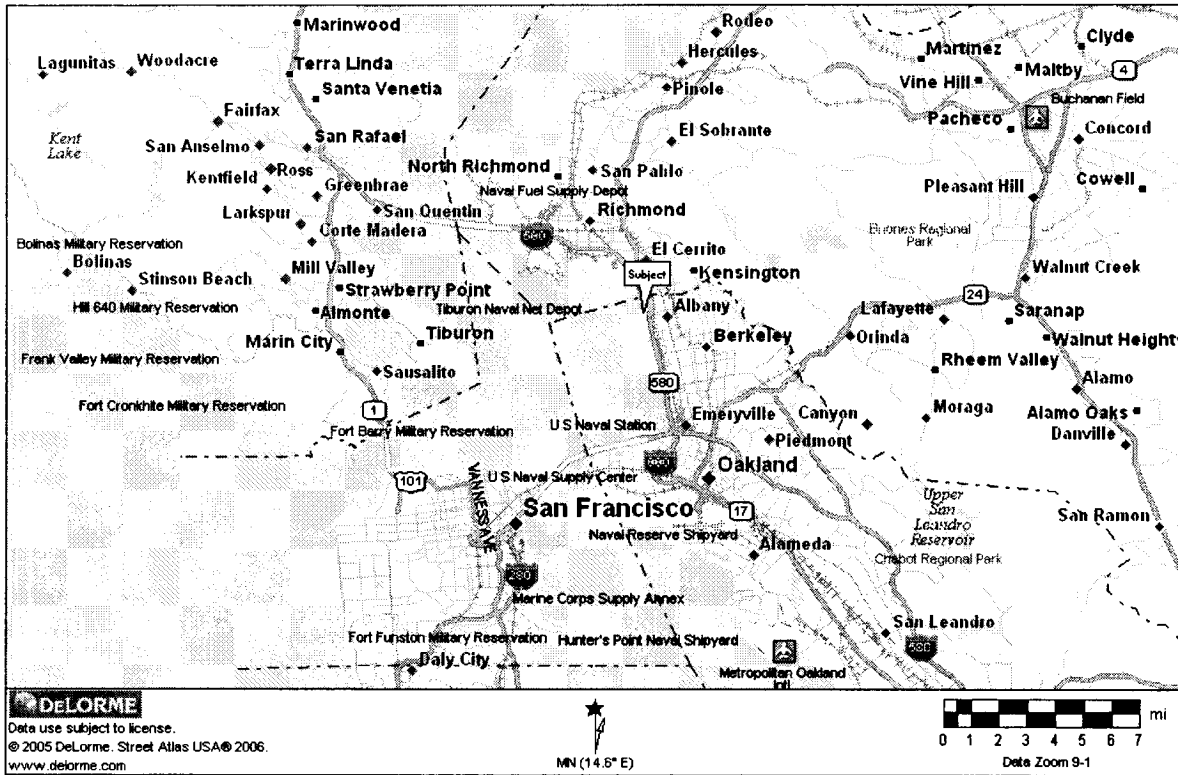 Marinwood
Rodeo
Lagunitas
Woodacre
Terra Linda
Hercules
Martinez
Clyde
Santa Venetia
Pinole
Vine Hill
Maltby
4
Fairfax
Buchanan Field
Kent
Lake
San Anselmo
San Rafael
El Sobrante
Pacheco
Concord
Ross
North Richmond
San Pablo
Kentfield
Greenbrae
Naval Fuel Supply Depot
Pleasant Hill
Cowell
Larkspur
San Quentin
Richmond
Corte Madera
580
Briones Regional
Park
Bolinas Military Reservation
El Cerrito
Bolinas
Mill Valley
Subject
Kensington
Walnut Creek
Stinson Beach
Strawberry Point
24
Hill 640 Military Reservation
Almonte
Tiburon Naval Net Depot
Albany
Lafayette
Saranap
Marin City
Tiburon
Berkeley
Orinda
Walnut Heights
Frank Valley Military Reservation
Rheem Valley
Sausalito
580
Alamo
Fort Cronkhite Military Reservation
1
Emeryville
Canyon
Moraga
Alamo Oaks
Fort Barry Military Reservation
U S Naval Station
Piedmont
Danville
101
VAN NESS AVE
U S Naval Supply Center
Oakland
San Francisco
17
Upper
San
Leandro
Reservoir
San Ramon
Naval Reserve Shipyard
Alameda
Chabot Regional Park
280
Marine Corps Supply Annex
Fort Funston Military Reservation
Hunter's Point Naval Shipyard
San Leandro
580
Daly City
Metropolitan Oakland
Intl
DELORME
Data use subject to license.
© 2005 DeLorme. Street Atlas USA® 2006.
www.delorme.com
MN (14.6° E)
mi
0 1 2 3 4 5 6 7
Data Zoom 9-1